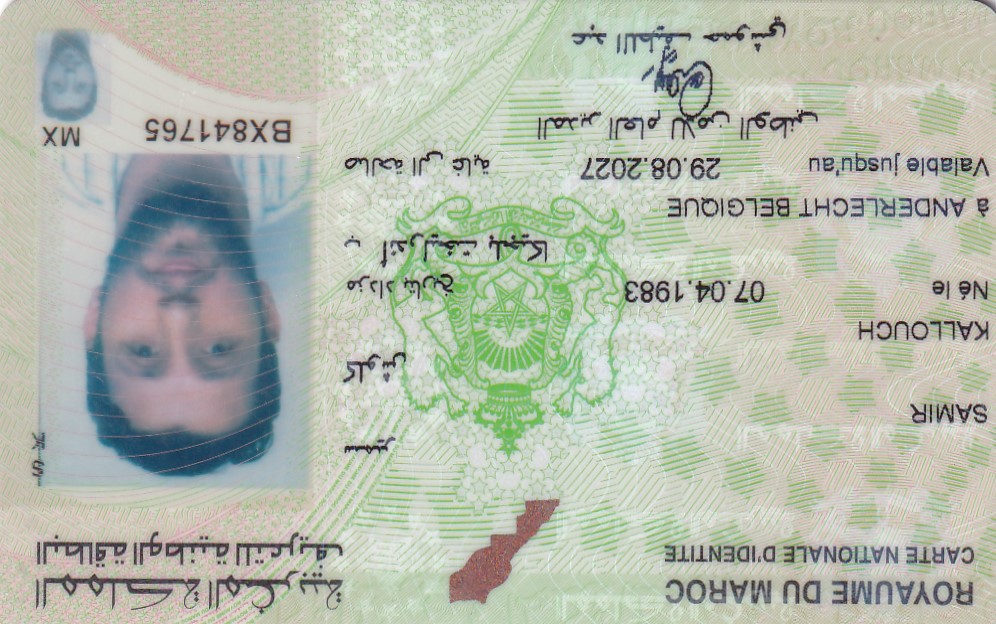 ROYAUME DU MAROC
المملكة المغربية
CARTE NATIONALE D'IDENTITE
البطاقة الوطنية للتعريف
سمير
SAMIR
كلوش
KALLOUCH
Né le 07.04.1983 مزداد بتاريخ
ب أندرليخت بلجيكا
à ANDERLECHT BELGIQUE
Valable jusqu'au 29.08.2027 صالحة الى غاية
المدير العام للأمن الوطني
عبد اللطيف حموشي
BX841765
MX